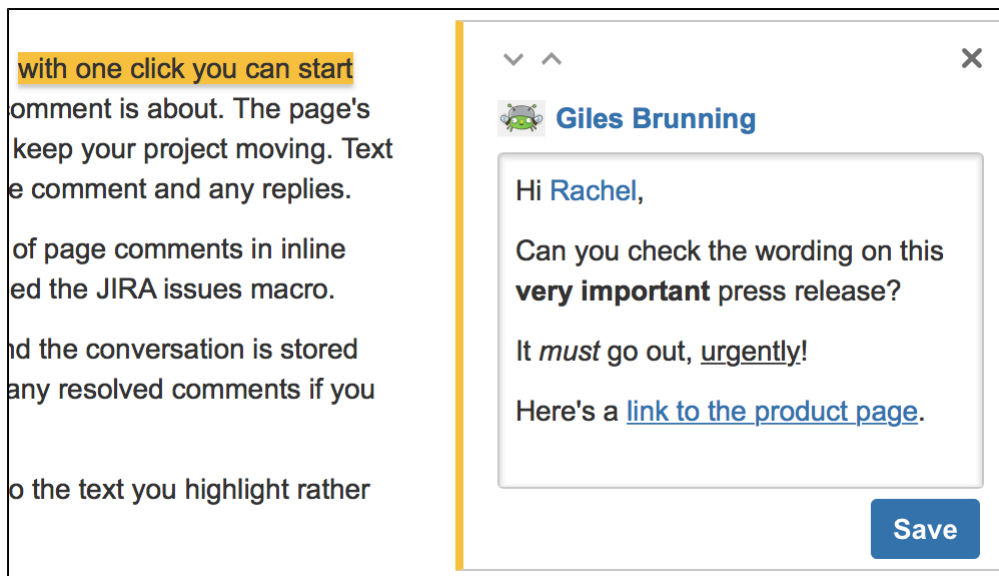 with one click you can start
comment is about. The page's
keep your project moving. Text
e comment and any replies.
of page comments in inline
ed the JIRA issues macro.
nd the conversation is stored
any resolved comments if you
o the text you highlight rather
Giles Brunning
Hi Rachel,
Can you check the wording on this
very important press release?
It must go out, urgently!
Here's a link to the product page.
Save